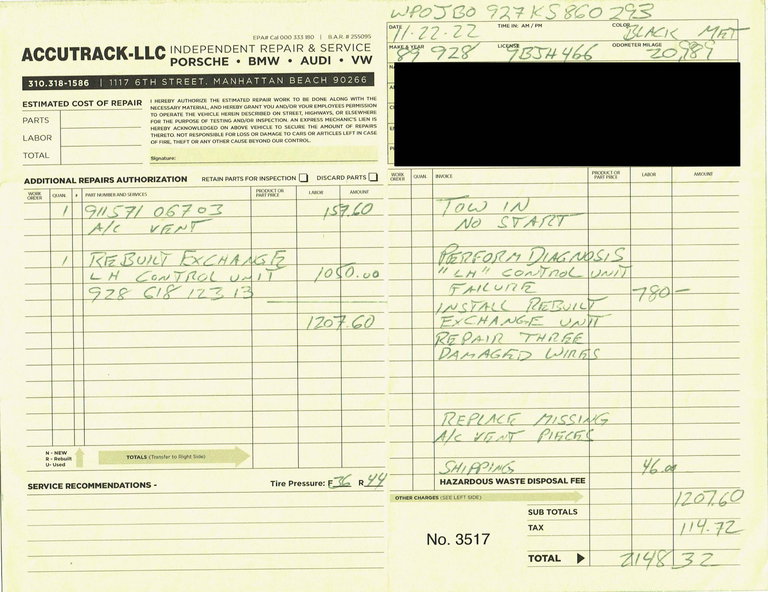 WPOJBO 927KS860293
EPA# Cal 000 333 180 | B.A.R. # 255095
ACCUTRACK-LLC INDEPENDENT REPAIR & SERVICE
PORSCHE • BMW • AUDI • VW
310.318-1586 | 1117 6TH STREET, MANHATTAN BEACH 90266
DATE 11-22-22 TIME IN: AM / PM COLOR BLACK MET
MAKE & YEAR 89 928 LICENSE 9BJH466 ODOMETER MILAGE 20,989
ESTIMATED COST OF REPAIR
PARTS
LABOR
TOTAL
I HEREBY AUTHORIZE THE ESTIMATED REPAIR WORK TO BE DONE ALONG WITH THE
NECESSARY MATERIAL, AND HEREBY GRANT YOU AND/OR YOUR EMPLOYEES PERMISSION
TO OPERATE THE VEHICLE HEREIN DESCRIBED ON STREET, HIGHWAYS, OR ELSEWHERE
FOR THE PURPOSE OF TESTING AND/OR INSPECTION. AN EXPRESS MECHANIC'S LIEN IS
HEREBY ACKNOWLEDGED ON ABOVE VEHICLE TO SECURE THE AMOUNT OF REPAIRS
THERETO. NOT RESPONSIBLE FOR LOSS OR DAMAGE TO CARS OR ARTICLES LEFT IN CASE
OF FIRE, THEFT OR ANY OTHER CAUSE BEYOND OUR CONTROL.
Signature:
ADDITIONAL REPAIRS AUTHORIZATION RETAIN PARTS FOR INSPECTION DISCARD PARTS
WORK ORDER QUAN. PART NUMBER AND SERVICES PRODUCT OR PART PRICE LABOR AMOUNT
1 911571 06703 157.60
A/C VENT
1 REBUILT EXCHANGE
LH CONTROL UNIT 1050.00
928 618 123 13
1207.60
N - NEW
R - Rebuilt
U- Used
TOTALS (Transfer to Right Side)
SERVICE RECOMMENDATIONS - Tire Pressure: F 36 R 44
WORK ORDER QUAN. INVOICE PRODUCT OR PART PRICE LABOR AMOUNT
TOW IN
NO START
PERFORM DIAGNOSIS
"LH" CONTROL UNIT
FAILURE 780-
INSTALL REBUILT
EXCHANGE UNIT
REPAIR THREE
DAMAGED WIRES
REPLACE MISSING
A/C VENT PIECES
SHIPPING 46.00
HAZARDOUS WASTE DISPOSAL FEE
OTHER CHARGES (SEE LEFT SIDE) 1207.60
SUB TOTALS
TAX 114.72
No. 3517
TOTAL 2148 32